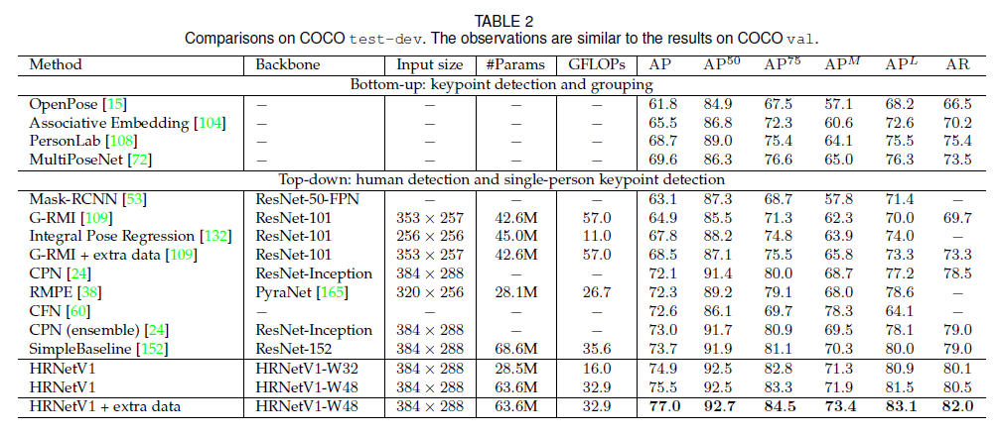 TABLE 2
Comparisons on COCO test-dev. The observations are similar to the results on COCO val.
Method Backbone Input size #Params GFLOPs AP AP50 AP75 APM APL AR
Bottom-up: keypoint detection and grouping
OpenPose [15] – – – – 61.8 84.9 67.5 57.1 68.2 66.5
Associative Embedding [104] – – – – 65.5 86.8 72.3 60.6 72.6 70.2
PersonLab [108] – – – – 68.7 89.0 75.4 64.1 75.5 75.4
MultiPoseNet [72] – – – – 69.6 86.3 76.6 65.0 76.3 73.5
Top-down: human detection and single-person keypoint detection
Mask-RCNN [53] ResNet-50-FPN – – – 63.1 87.3 68.7 57.8 71.4 –
G-RMI [109] ResNet-101 353 × 257 42.6M 57.0 64.9 85.5 71.3 62.3 70.0 69.7
Integral Pose Regression [132] ResNet-101 256 × 256 45.0M 11.0 67.8 88.2 74.8 63.9 74.0 –
G-RMI + extra data [109] ResNet-101 353 × 257 42.6M 57.0 68.5 87.1 75.5 65.8 73.3 73.3
CPN [24] ResNet-Inception 384 × 288 – – 72.1 91.4 80.0 68.7 77.2 78.5
RMPE [38] PyraNet [165] 320 × 256 28.1M 26.7 72.3 89.2 79.1 68.0 78.6 –
CFN [60] – – – – 72.6 86.1 69.7 78.3 64.1 –
CPN (ensemble) [24] ResNet-Inception 384 × 288 – – 73.0 91.7 80.9 69.5 78.1 79.0
SimpleBaseline [152] ResNet-152 384 × 288 68.6M 35.6 73.7 91.9 81.1 70.3 80.0 79.0
HRNetV1 HRNetV1-W32 384 × 288 28.5M 16.0 74.9 92.5 82.8 71.3 80.9 80.1
HRNetV1 HRNetV1-W48 384 × 288 63.6M 32.9 75.5 92.5 83.3 71.9 81.5 80.5
HRNetV1 + extra data HRNetV1-W48 384 × 288 63.6M 32.9 77.0 92.7 84.5 73.4 83.1 82.0